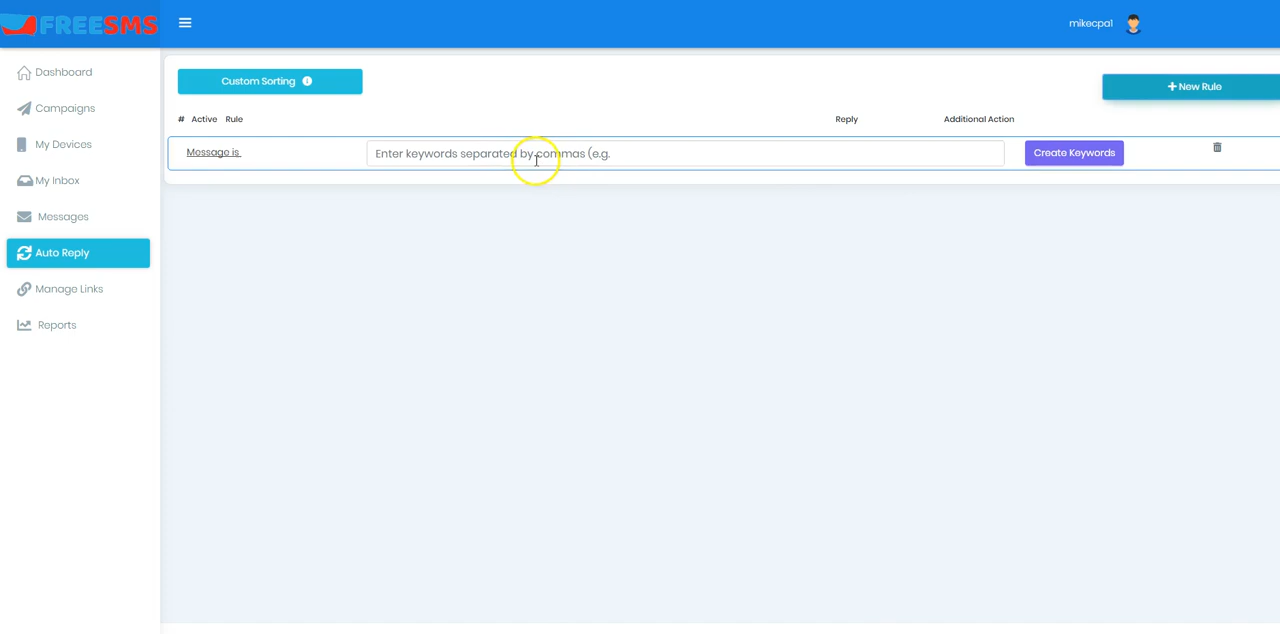 FREESMS
mikecpa1
Dashboard
Campaigns
My Devices
My Inbox
Messages
Auto Reply
Manage Links
Reports
Custom Sorting
+ New Rule
# Active Rule Reply Additional Action
Message is Enter keywords separated by commas (e.g. Create Keywords